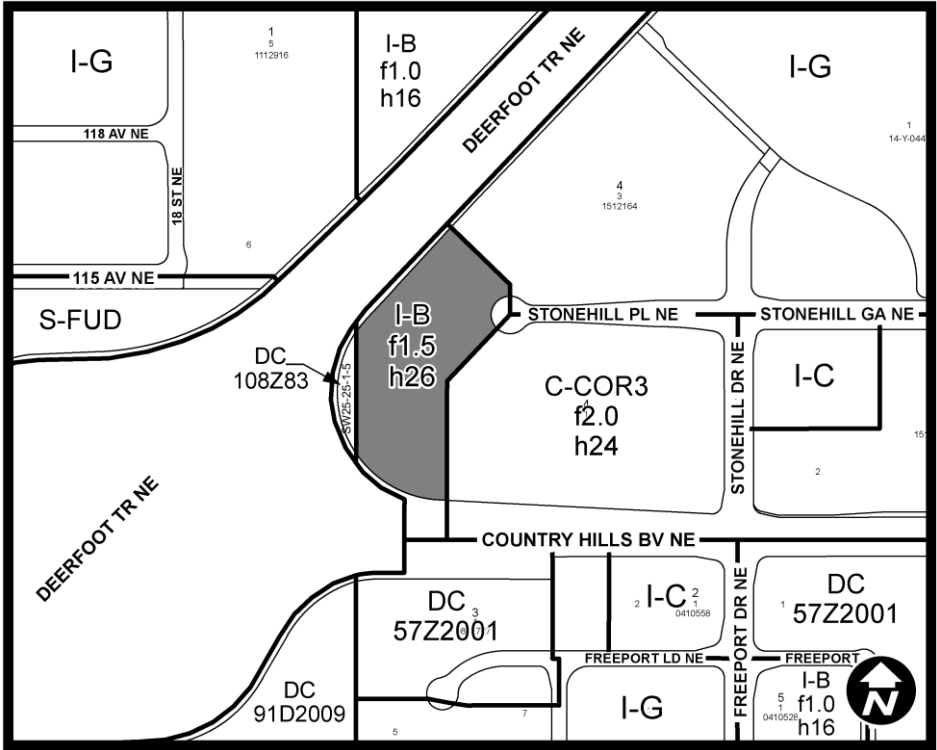 I-G
1
5
1112916
I-B
f1.0
h16
DEERFOOT TR NE
I-G
1
14-Y-044
118 AV NE
18 ST NE
4
3
1512164
6
115 AV NE
S-FUD
I-B
f1.5
h26
STONEHILL PL NE
STONEHILL GA NE
DC
108Z83
SW25-25-1-5
C-COR3
f2.0
h24
STONEHILL DR NE
I-C
15
2
DEERFOOT TR NE
COUNTRY HILLS BV NE
DC
3
57Z2001
2
I-C
2
1
0410558
FREEPORT DR NE
1
DC
57Z2001
FREEPORT LD NE
FREEPORT
DC
91D2009
5
7
I-G
5
1
0410528
I-B
f1.0
h16
N